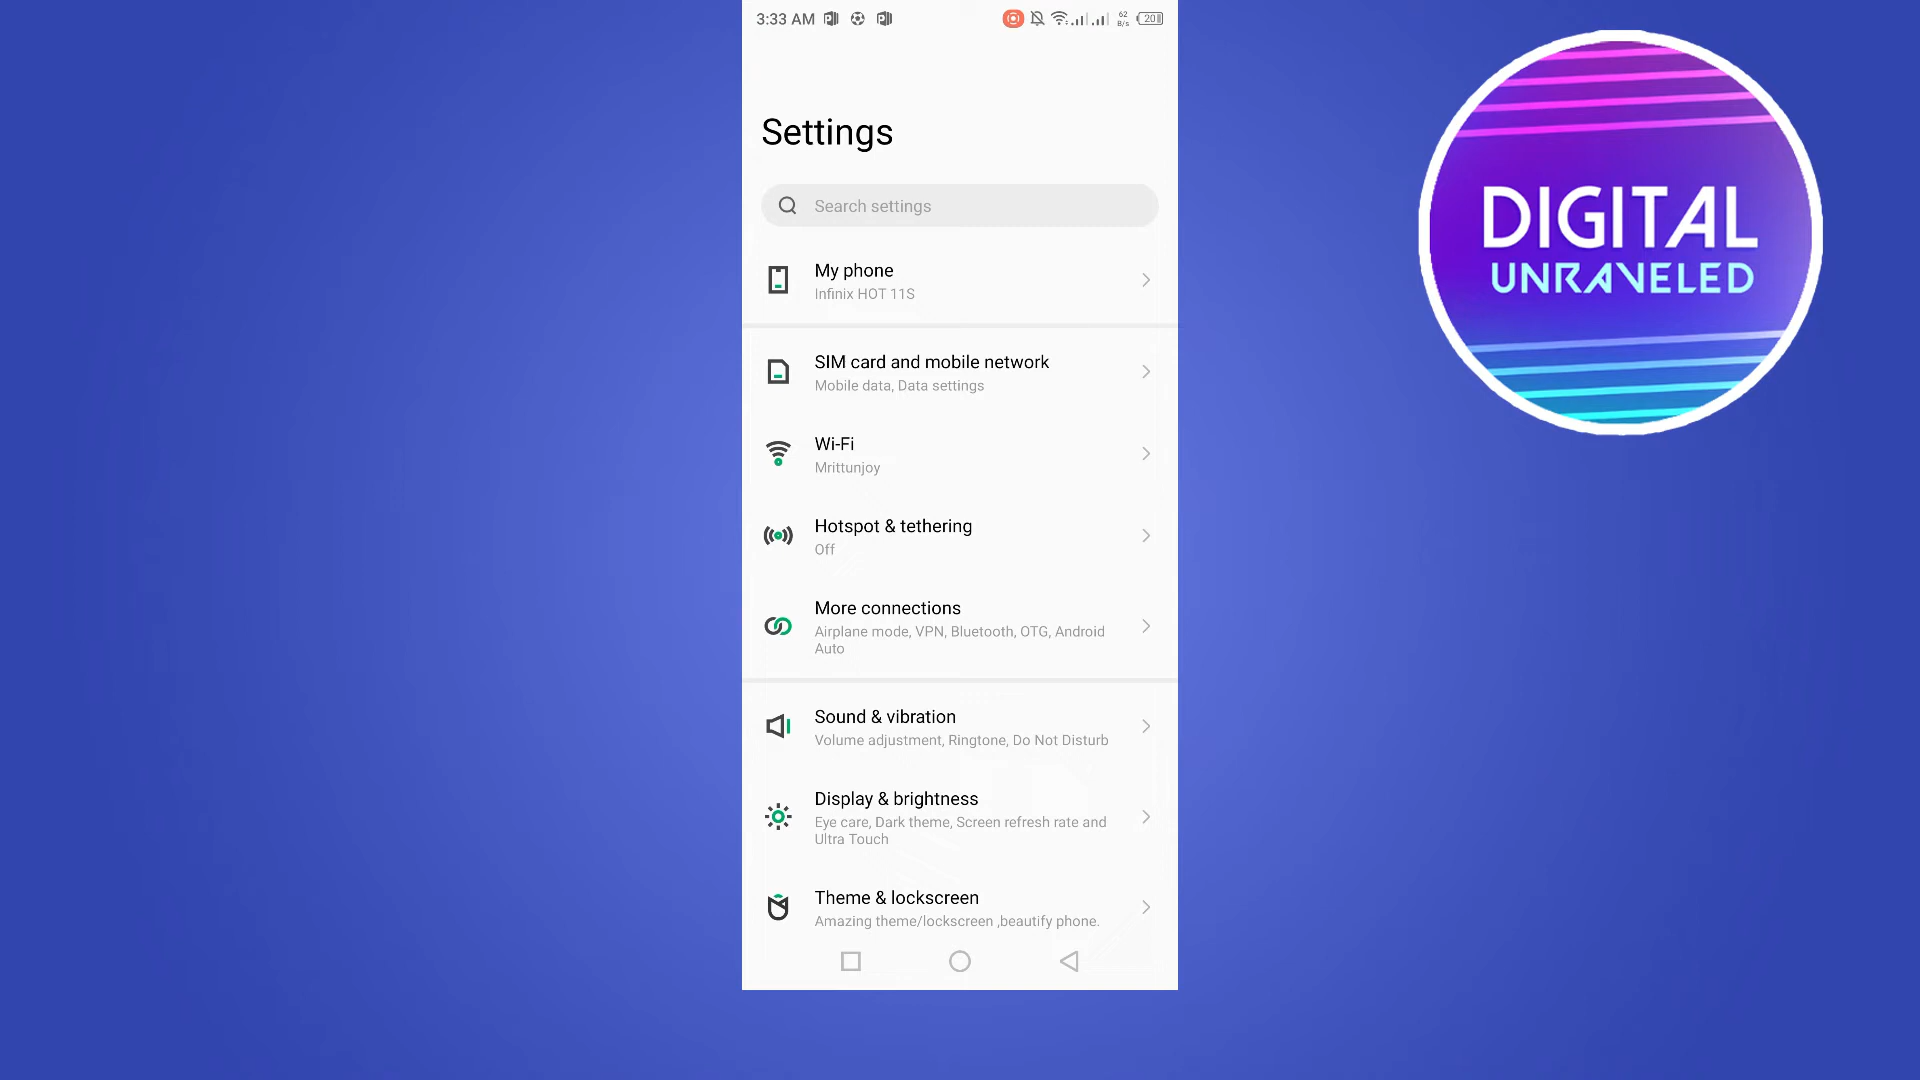 3:33 AM
62
B/s
20
Settings
Search settings
My phone
Infinix HOT 11S
SIM card and mobile network
Mobile data, Data settings
Wi-Fi
Mrittunjoy
Hotspot & tethering
Off
More connections
Airplane mode, VPN, Bluetooth, OTG, Android
Auto
Sound & vibration
Volume adjustment, Ringtone, Do Not Disturb
Display & brightness
Eye care, Dark theme, Screen refresh rate and
Ultra Touch
Theme & lockscreen
Amazing theme/lockscreen ,beautify phone.
DIGITAL
UNRAVELED